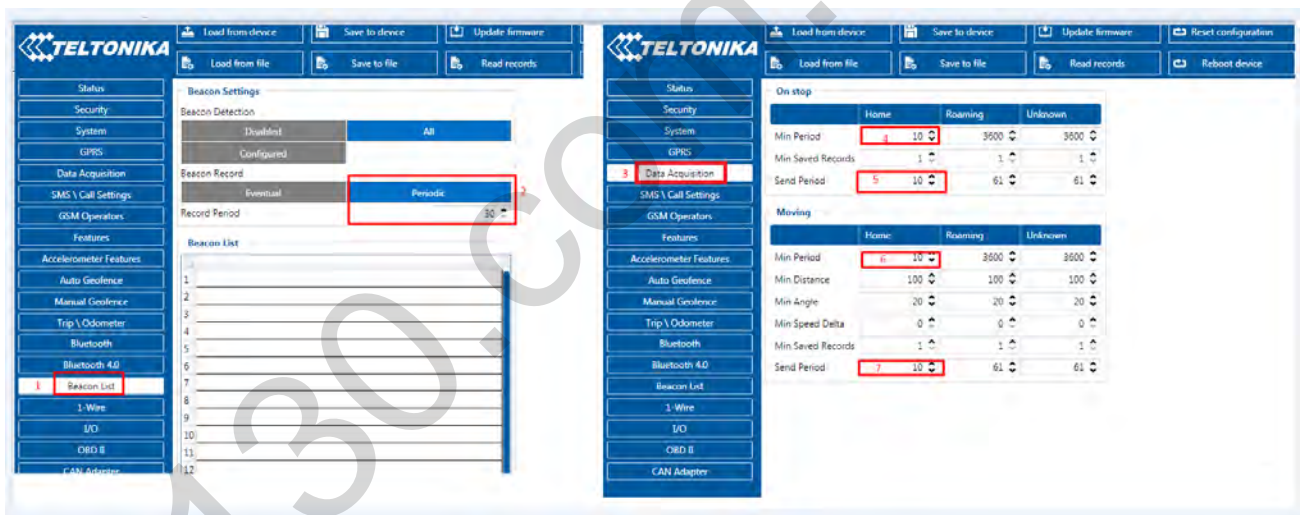 TELTONIKA
Load from device
Save to device
Update firmware
Load from file
Save to file
Read records
Status
Security
System
GPRS
Data Acquisition
SMS \ Call Settings
GSM Operators
Features
Accelerometer Features
Auto Geofence
Manual Geofence
Trip \ Odometer
Bluetooth
Bluetooth 4.0
1 Beacon List
1-Wire
I/O
OBD II
CAN Adapter
Beacon Settings
Beacon Detection
Disabled All
Configured
Beacon Record
Eventual Periodic 2
Record Period 30
Beacon List
1
2
3
4
5
6
7
8
9
10
11
12
TELTONIKA
Load from device
Save to device
Update firmware
Reset configuration
Load from file
Save to file
Read records
Reboot device
Status
Security
System
GPRS
3 Data Acquisition
SMS \ Call Settings
GSM Operators
Features
Accelerometer Features
Auto Geofence
Manual Geofence
Trip \ Odometer
Bluetooth
Bluetooth 4.0
Beacon List
1-Wire
I/O
OBD II
CAN Adapter
On stop
Home Roaming Unknown
Min Period 4 10 3600 3600
Min Saved Records 1 1 1
Send Period 5 10 61 61
Moving
Home Roaming Unknown
Min Period 6 10 3600 3600
Min Distance 100 100 100
Min Angle 20 20 20
Min Speed Delta 0 0 0
Min Saved Records 1 1 1
Send Period 7 10 61 61
130.com